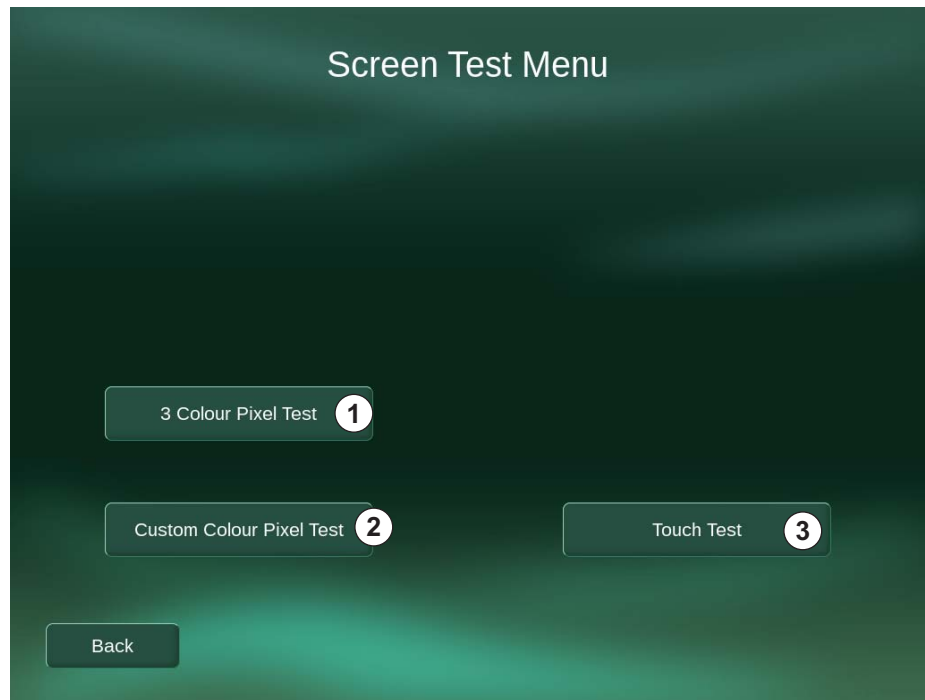 Screen Test Menu
3 Colour Pixel Test 1
Custom Colour Pixel Test 2
Touch Test 3
Back